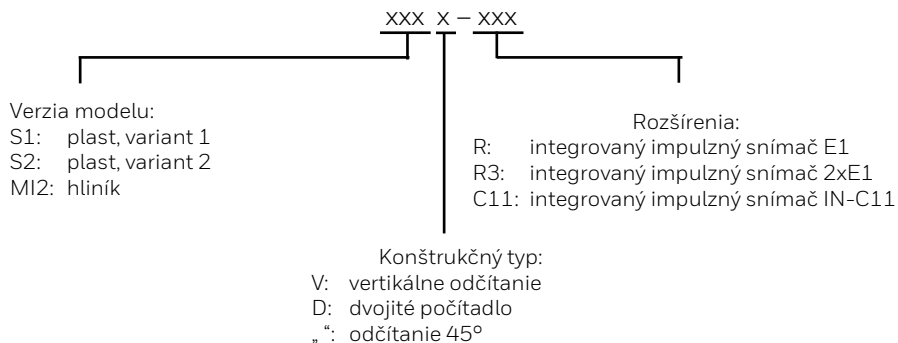 XXX X – XXX
Verzia modelu:
S1: plast, variant 1
S2: plast, variant 2
MI2: hliník
Rozšírenia:
R: integrovaný impulzný snímač E1
R3: integrovaný impulzný snímač 2xE1
C11: integrovaný impulzný snímač IN-C11
Konštrukčný typ:
V: vertikálne odčítanie
D: dvojité počítadlo
„ “: odčítanie 45°